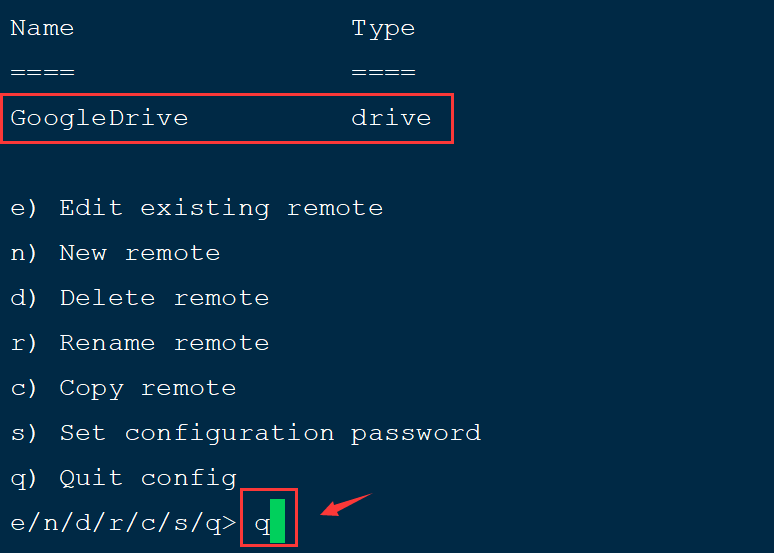 Name Type
==== ====
GoogleDrive drive
e) Edit existing remote
n) New remote
d) Delete remote
r) Rename remote
c) Copy remote
s) Set configuration password
q) Quit config
e/n/d/r/c/s/q> q